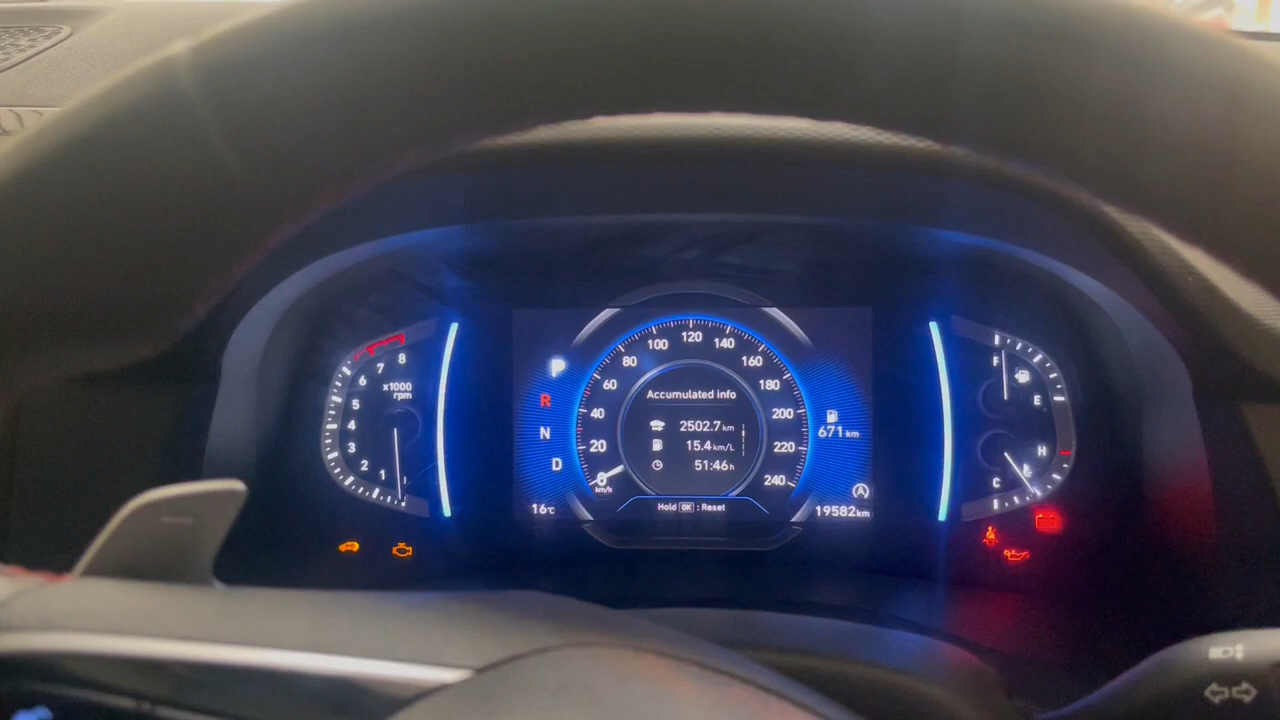 8
7
6
5
4
3
2
1
x1000
rpm
P
R
N
D
16℃
0
20
40
60
80
100
120
140
160
180
200
220
240
km/h
Accumulated info
2502.7 km
15.4 km/L
51:46 h
Hold OK : Reset
671 km
A
19582 km
F
E
H
C